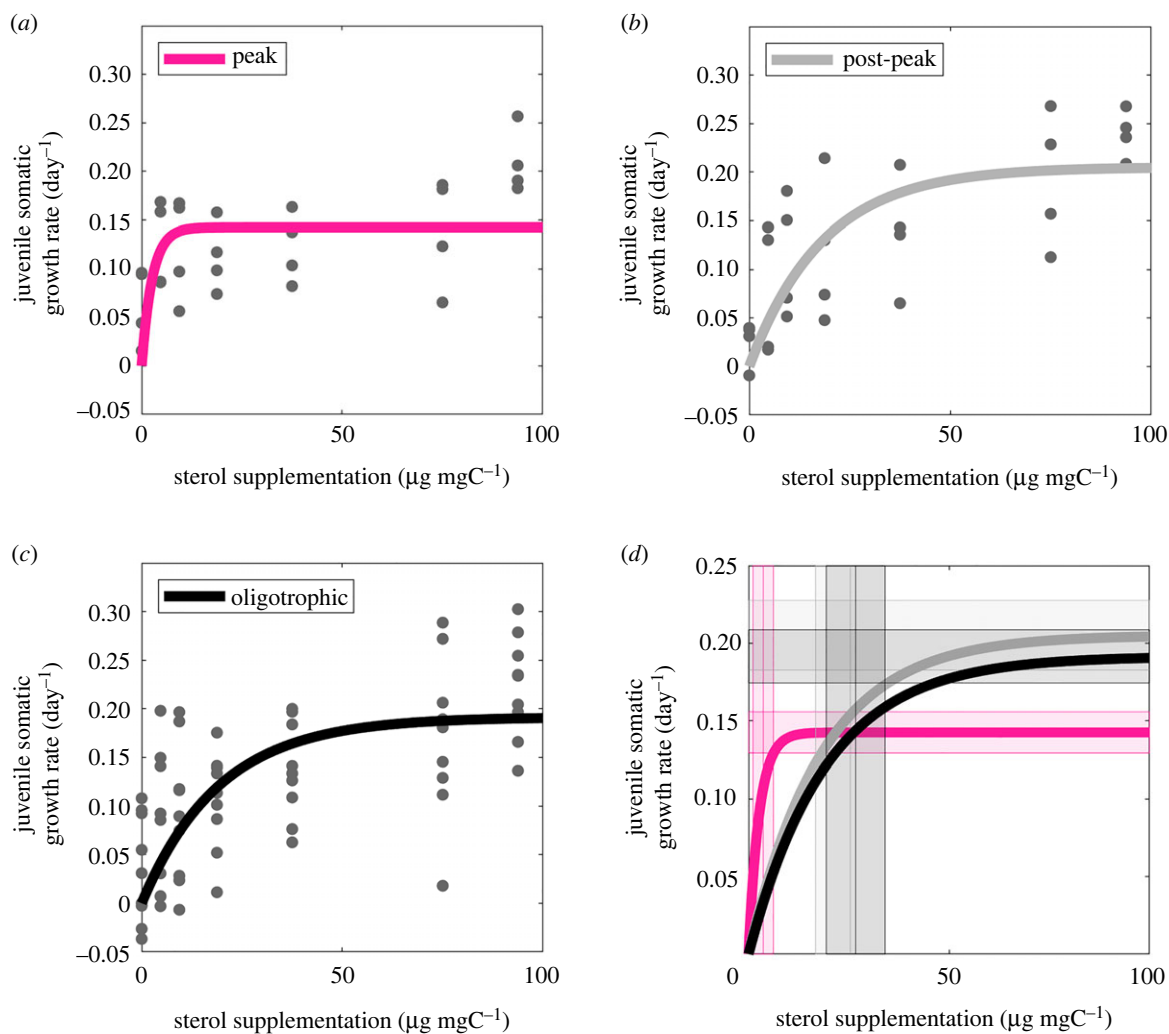 (a)
peak
0.30
0.25
0.20
0.15
0.10
0.05
0
–0.05
juvenile somatic
growth rate (day–1)
0
50
100
sterol supplementation (µg mgC–1)
(b)
post-peak
0.30
0.25
0.20
0.15
0.10
0.05
0
–0.05
juvenile somatic
growth rate (day–1)
0
50
100
sterol supplementation (µg mgC–1)
(c)
oligotrophic
0.30
0.25
0.20
0.15
0.10
0.05
0
–0.05
juvenile somatic
growth rate (day–1)
0
50
100
sterol supplementation (µg mgC–1)
(d)
0.25
0.20
0.15
0.10
0.05
juvenile somatic
growth rate (day–1)
0
50
100
sterol supplementation (µg mgC–1)